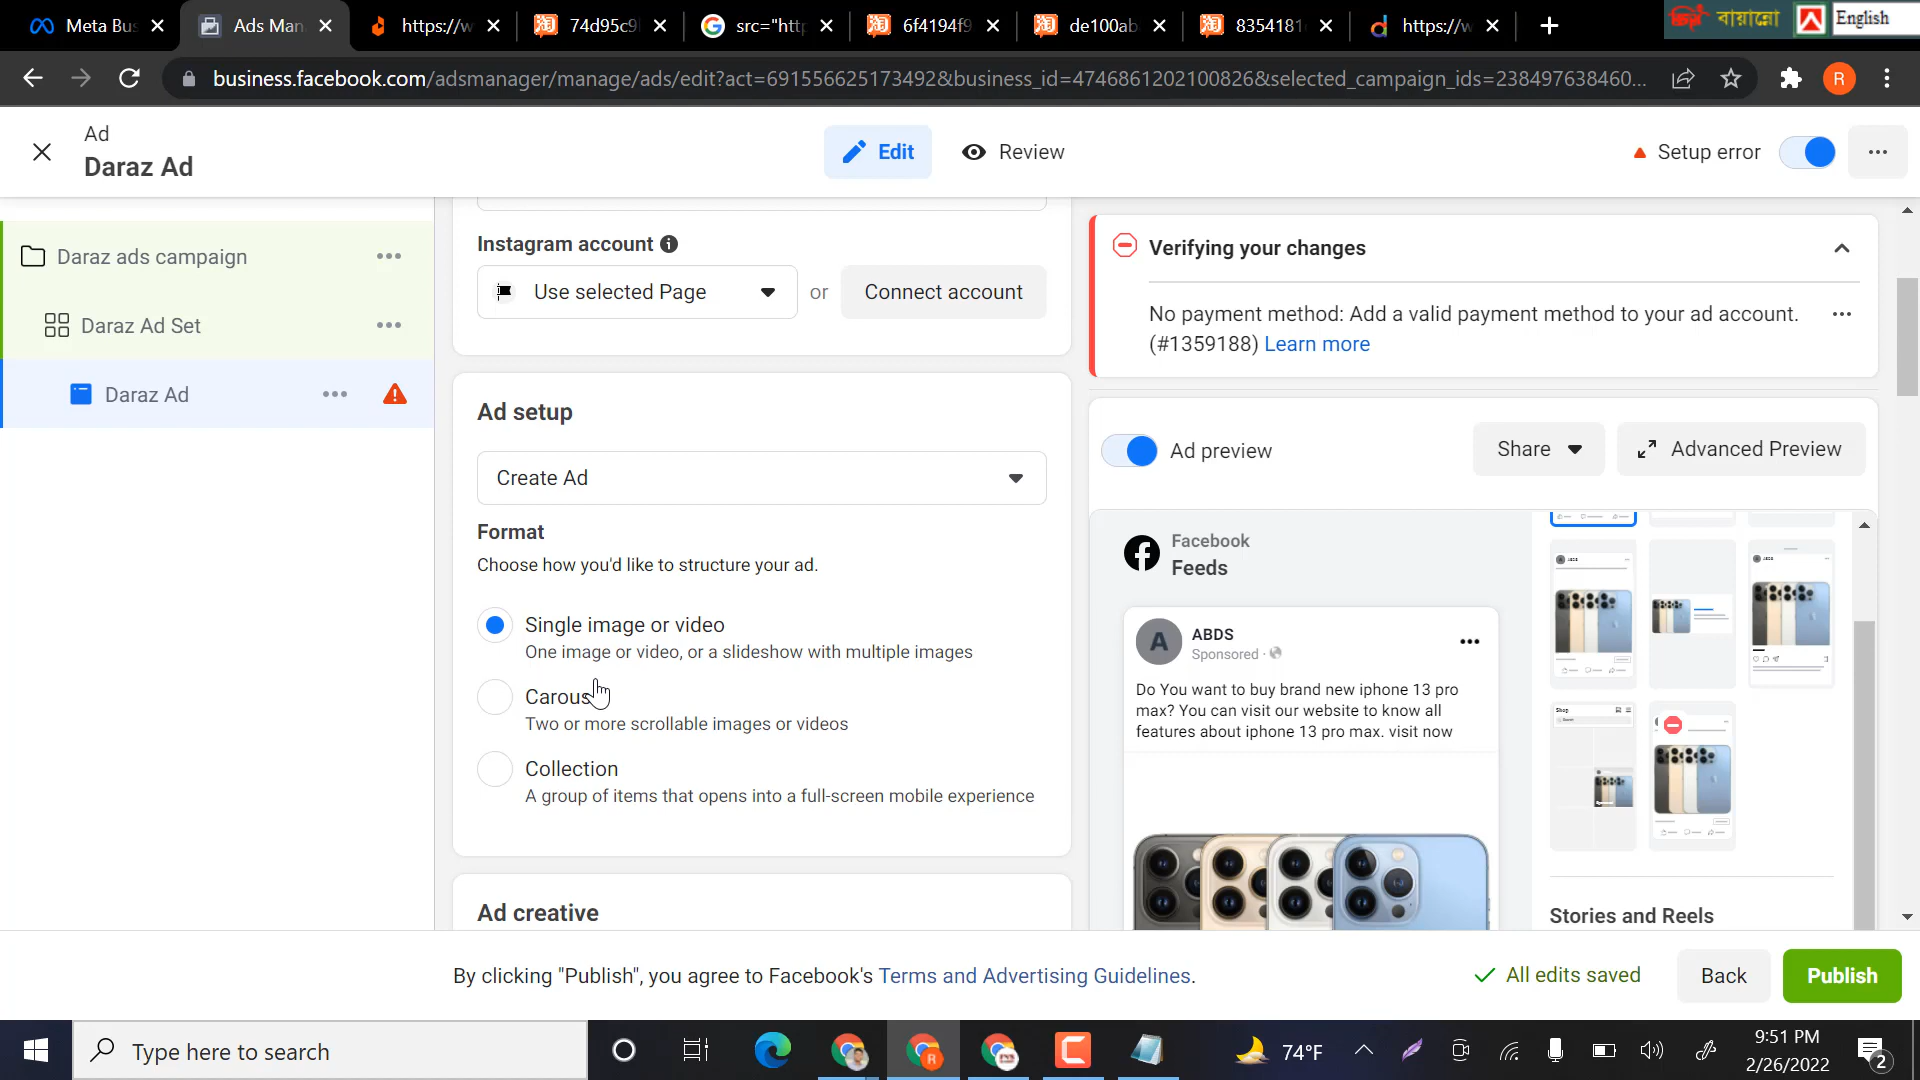 Meta Bus
Ads Man
https://w
74d95c9
src="http
6f4194f9
de100ab
8354181
https://w
বায়ান্নো
English
business.facebook.com/adsmanager/manage/ads/edit?act=691556625173492&business_id=4746861202100826&selected_campaign_ids=238497638460...
R
Ad
Daraz Ad
Edit
Review
Setup error
Daraz ads campaign
Daraz Ad Set
Daraz Ad
Instagram account
Use selected Page
or
Connect account
Ad setup
Create Ad
Format
Choose how you'd like to structure your ad.
Single image or video
One image or video, or a slideshow with multiple images
Carous
Two or more scrollable images or videos
Collection
A group of items that opens into a full-screen mobile experience
Ad creative
Verifying your changes
No payment method: Add a valid payment method to your ad account.
(#1359188) Learn more
Ad preview
Share
Advanced Preview
Facebook
Feeds
A
ABDS
Sponsored ·
Do You want to buy brand new iphone 13 pro
max? You can visit our website to know all
features about iphone 13 pro max. visit now
ABDS
ABDS
Shop
Stories and Reels
By clicking "Publish", you agree to Facebook's Terms and Advertising Guidelines.
All edits saved
Back
Publish
Type here to search
74°F
9:51 PM
2/26/2022
2